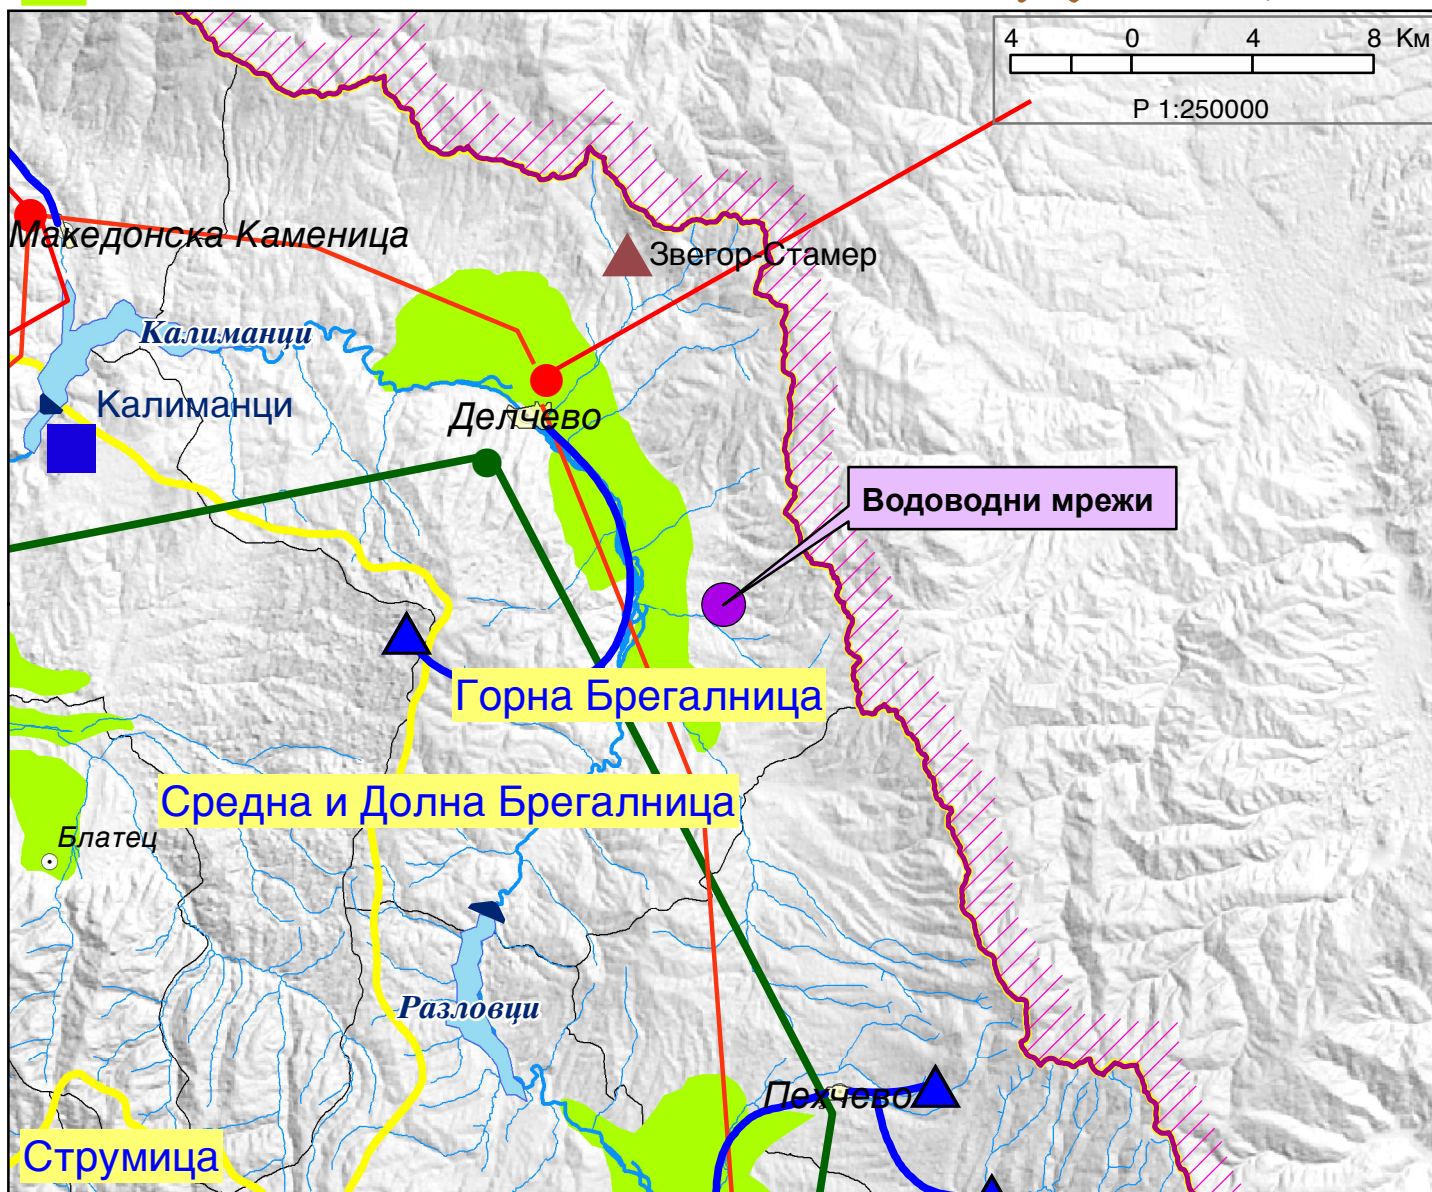 4 0 4 8 Км
Р 1:250000
Македонска Каменица
Звегор-Стамер
Калиманци
Калиманци
Делчево
Водоводни мрежи
Горна Брегалница
Средна и Долна Брегалница
Блатец
Разловци
Пехчево
Струмица